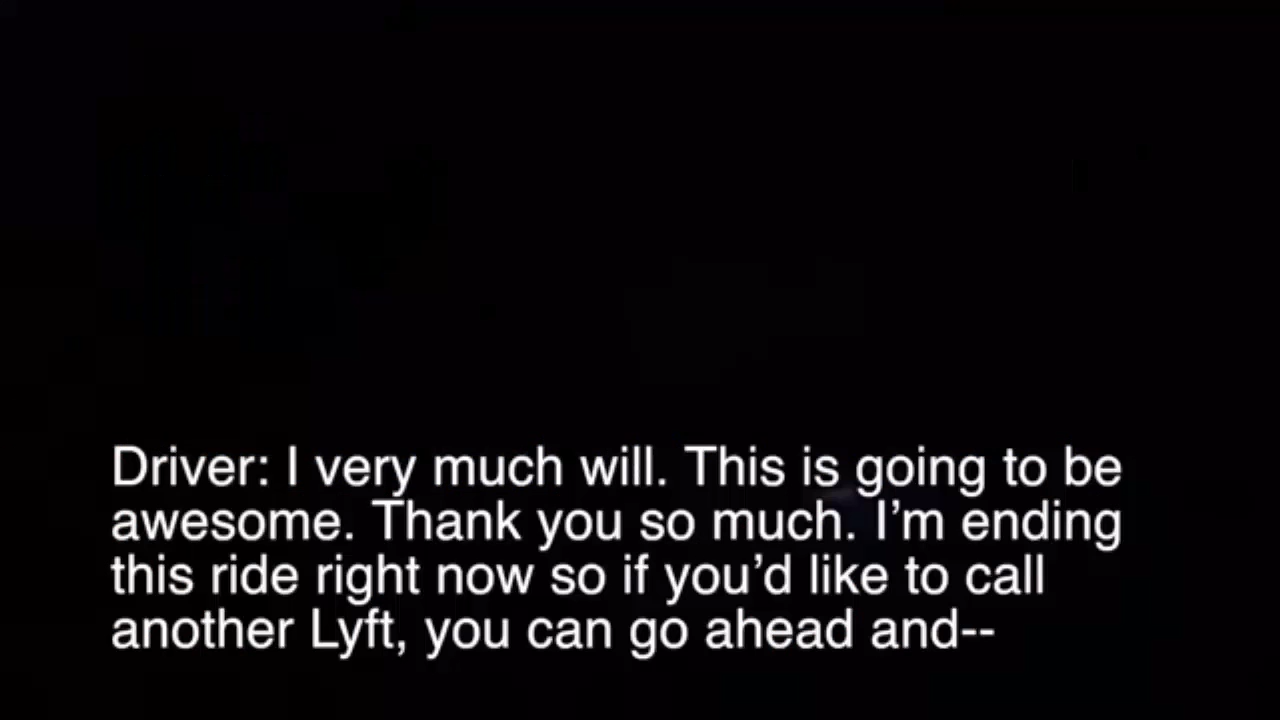 Driver: I very much will. This is going to be
awesome. Thank you so much. I’m ending
this ride right now so if you’d like to call
another Lyft, you can go ahead and--